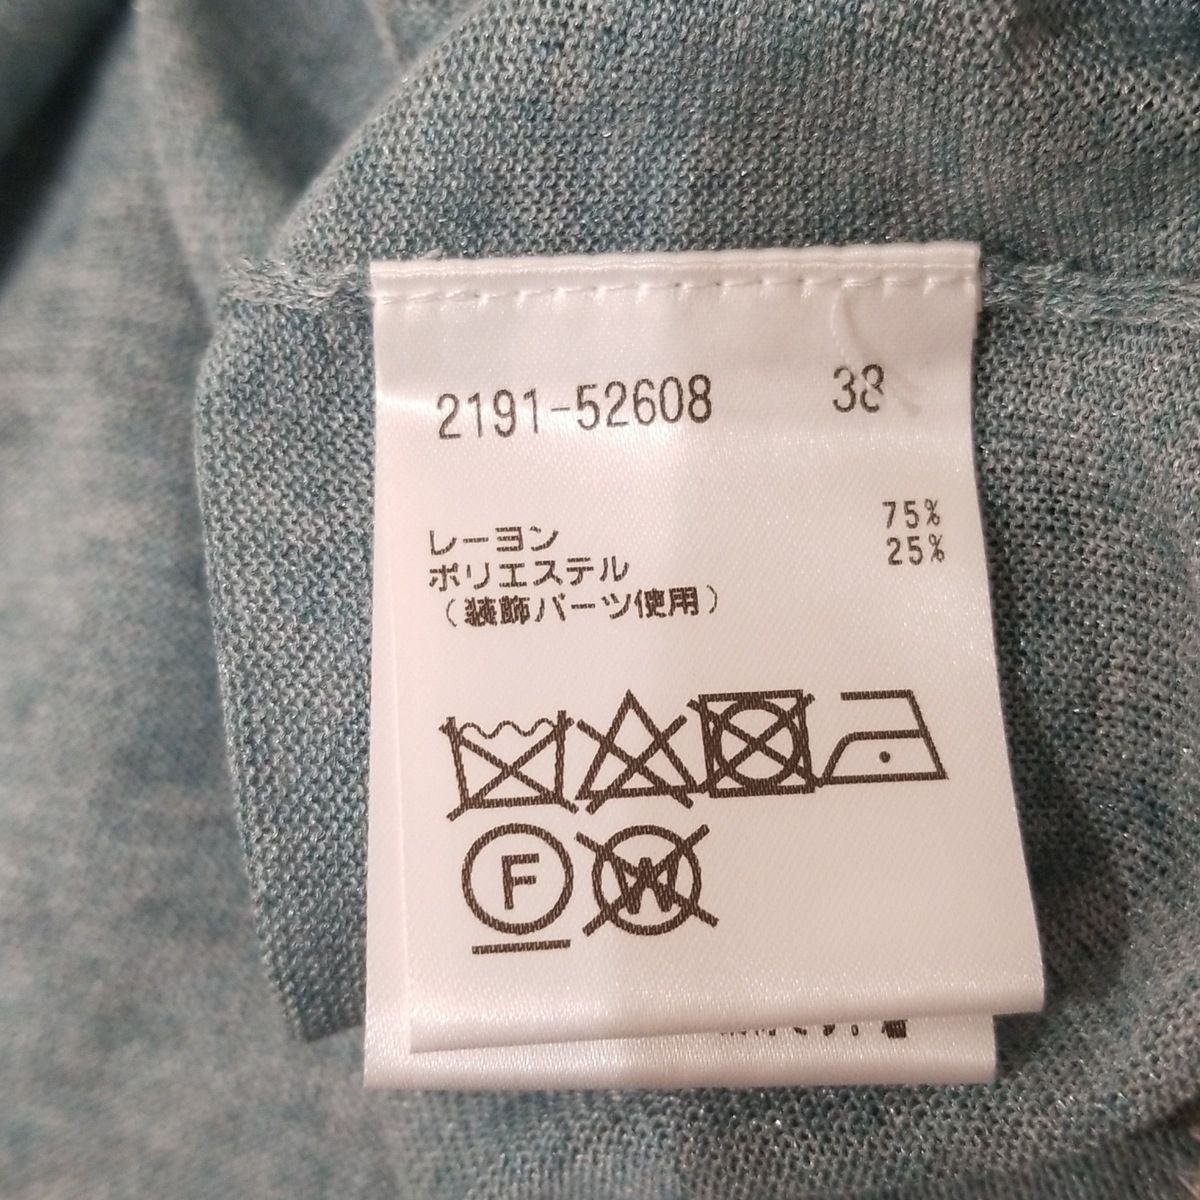 2191-52608 38
75%
レーヨン
25%
ポリエステル
(装飾パーツ使用)
F
W